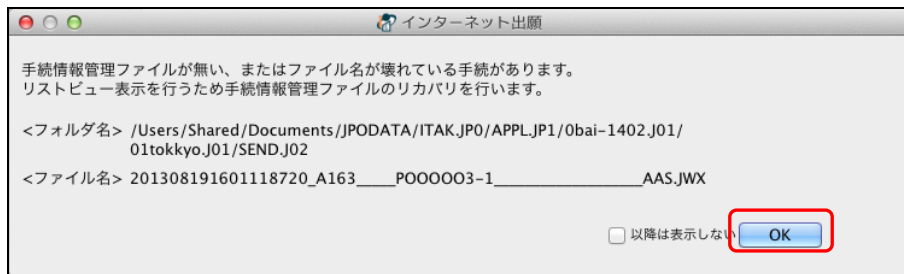 インターネット出願
手続情報管理ファイルが無い、またはファイル名が壊れている手続があります。
リストビュー表示を行うため手続情報管理ファイルのリカバリを行います。
<フォルダ名> /Users/Shared/Documents/JPODATA/ITAK.JP0/APPL.JP1/0bai-1402.J01/
01tokkyo.J01/SEND.J02
<ファイル名> 201308191601118720_A163_____POOOOO3-1___________________AAS.JWX
以降は表示しない OK